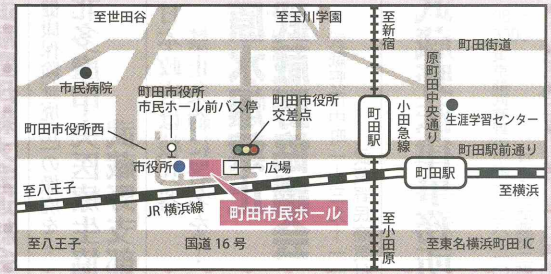 至世田谷
至玉川学園
至新宿
町田街道
市民病院
町田市役所
市民ホール前バス停
町田市役所
交差点
町田駅
小田急線
原町田中央通り
生涯学習センター
町田市役所西
町田駅前通り
市役所
広場
町田駅
至八王子
至横浜
JR 横浜線
町田市民ホール
至小田原
至八王子
国道 16 号
至東名横浜町田 IC